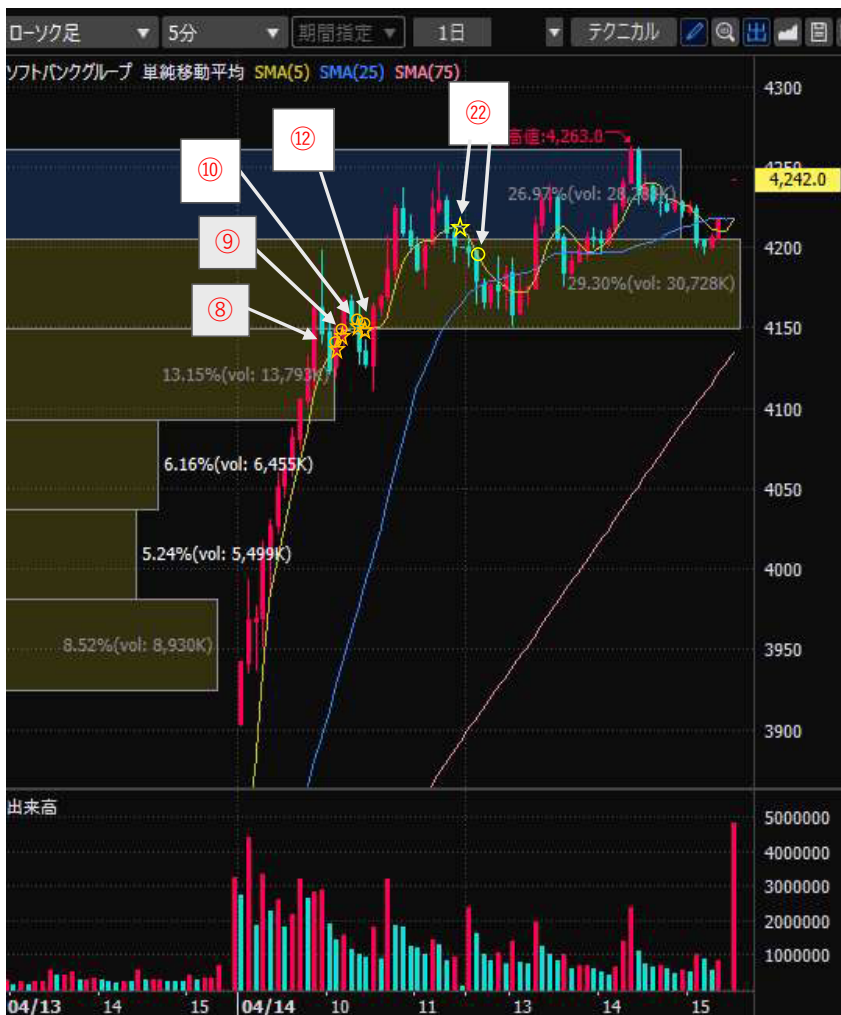 ローソク足 ▼ 5分 ▼ 期間指定 ▼ 1日 ▼ テクニカル 出
ソフトバンクグループ 単純移動平均 SMA(5) SMA(25) SMA(75)
4300
㉒
⑫
高値:4,263.0
⑩
4250
4,242.0
26.97%(vol: 28,28
⑨
4200
29.30%(vol: 30,728K)
⑧
4150
13.15%(vol: 13,793K)
4100
6.16%(vol: 6,455K)
4050
5.24%(vol: 5,499K)
4000
8.52%(vol: 8,930K)
3950
3900
出来高
5000000
4000000
3000000
2000000
1000000
04/13 14 15 04/14 10 11 13 14 15